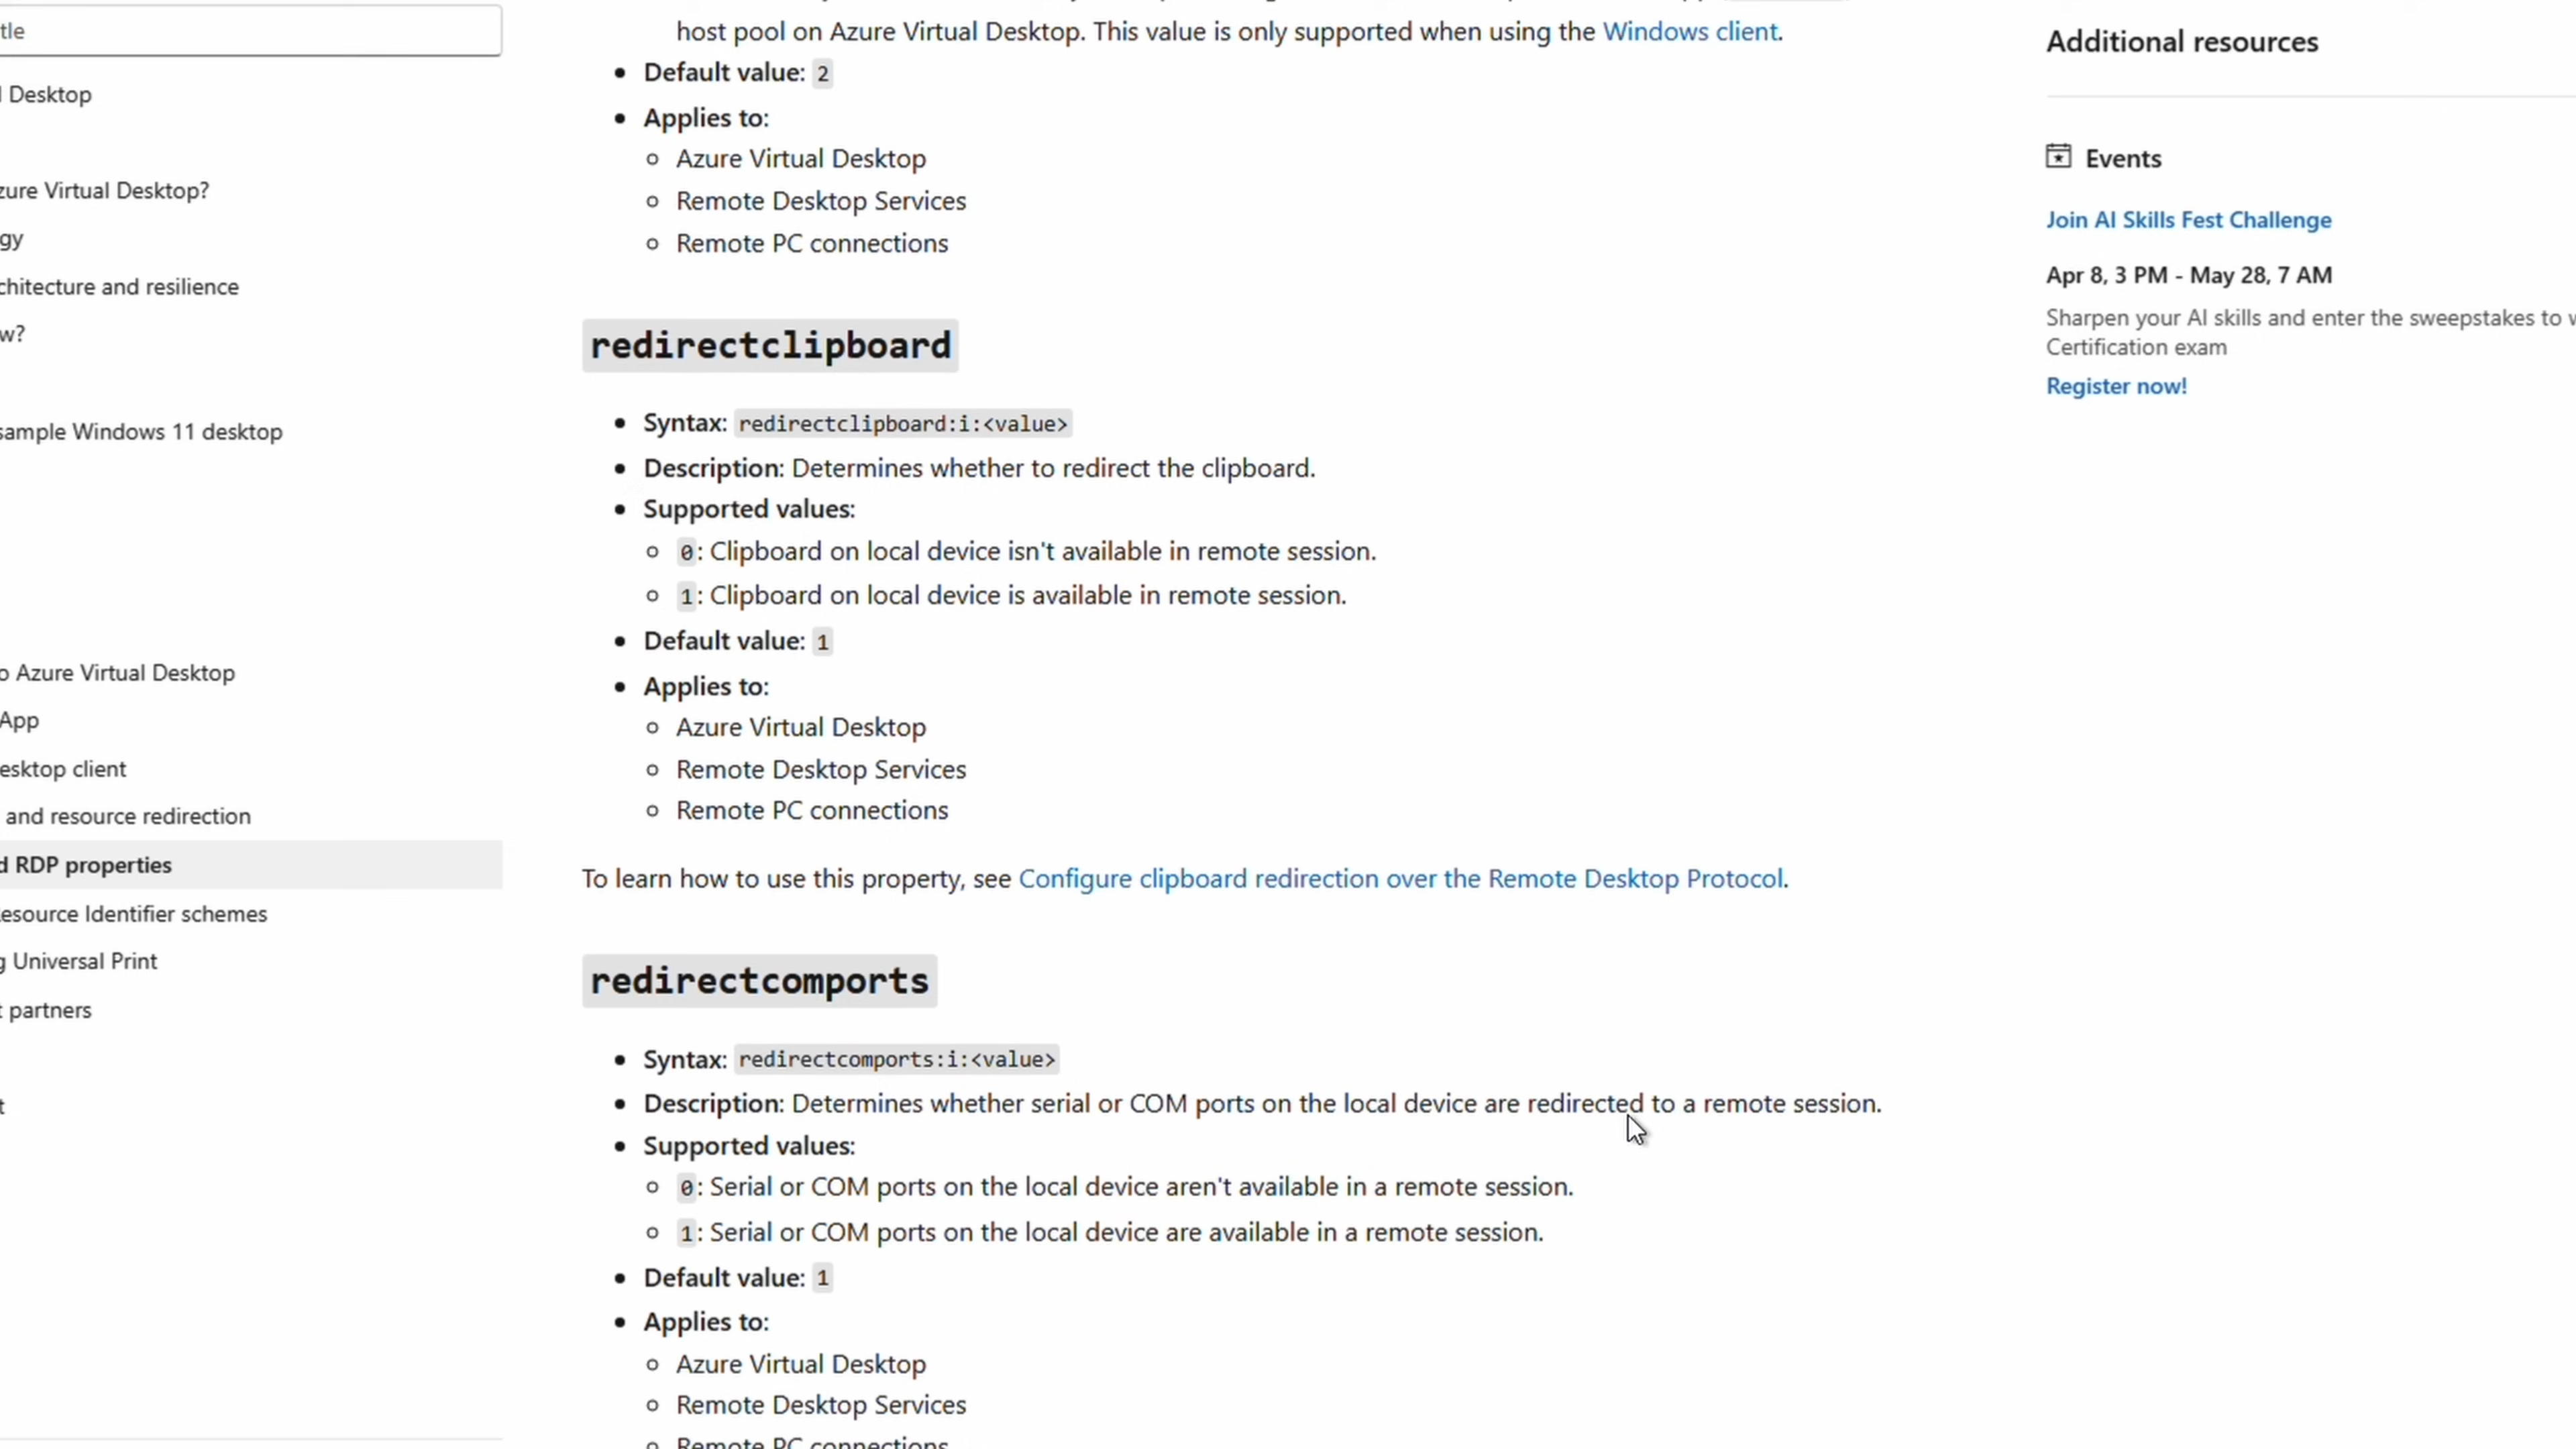 tle
Desktop
zure Virtual Desktop?
gy
chitecture and resilience
w?
sample Windows 11 desktop
o Azure Virtual Desktop
App
esktop client
and resource redirection
d RDP properties
esource Identifier schemes
g Universal Print
t partners
t
host pool on Azure Virtual Desktop. This value is only supported when using the Windows client.
• Default value: 2
• Applies to:
○ Azure Virtual Desktop
○ Remote Desktop Services
○ Remote PC connections
redirectclipboard
• Syntax: redirectclipboard:i:<value>
• Description: Determines whether to redirect the clipboard.
• Supported values:
○ 0: Clipboard on local device isn't available in remote session.
○ 1: Clipboard on local device is available in remote session.
• Default value: 1
• Applies to:
○ Azure Virtual Desktop
○ Remote Desktop Services
○ Remote PC connections
To learn how to use this property, see Configure clipboard redirection over the Remote Desktop Protocol.
redirectcomports
• Syntax: redirectcomports:i:<value>
• Description: Determines whether serial or COM ports on the local device are redirected to a remote session.
• Supported values:
○ 0: Serial or COM ports on the local device aren't available in a remote session.
○ 1: Serial or COM ports on the local device are available in a remote session.
• Default value: 1
• Applies to:
○ Azure Virtual Desktop
○ Remote Desktop Services
○ Remote PC connections
Additional resources
Events
Join AI Skills Fest Challenge
Apr 8, 3 PM - May 28, 7 AM
Sharpen your AI skills and enter the sweepstakes to
Certification exam
Register now!